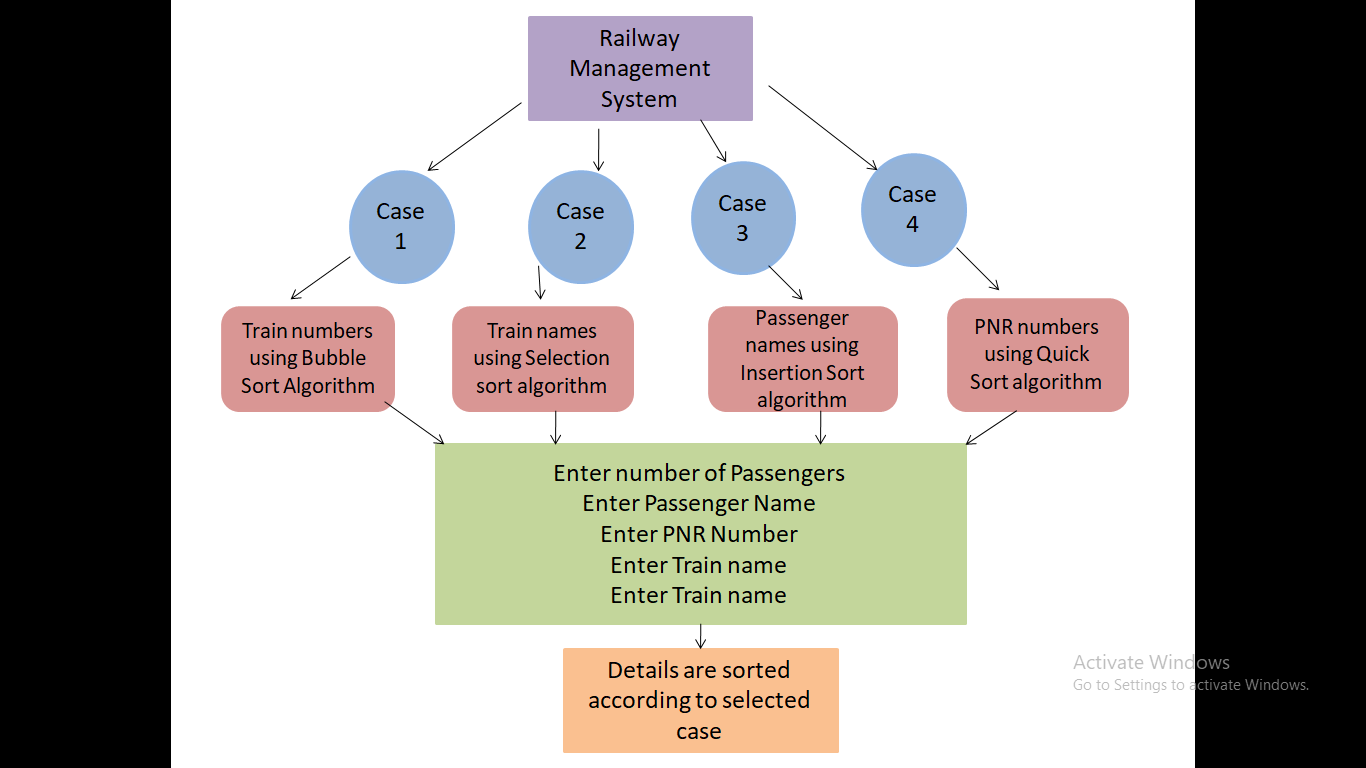 Railway
Management
System
Case
1
Case
2
Case
3
Case
4
Train numbers
using Bubble
Sort Algorithm
Train names
using Selection
sort algorithm
Passenger
names using
Insertion Sort
algorithm
PNR numbers
using Quick
Sort algorithm
Enter number of Passengers
Enter Passenger Name
Enter PNR Number
Enter Train name
Enter Train name
Details are sorted
according to selected
case
Activate Windows
Go to Settings to activate Windows.